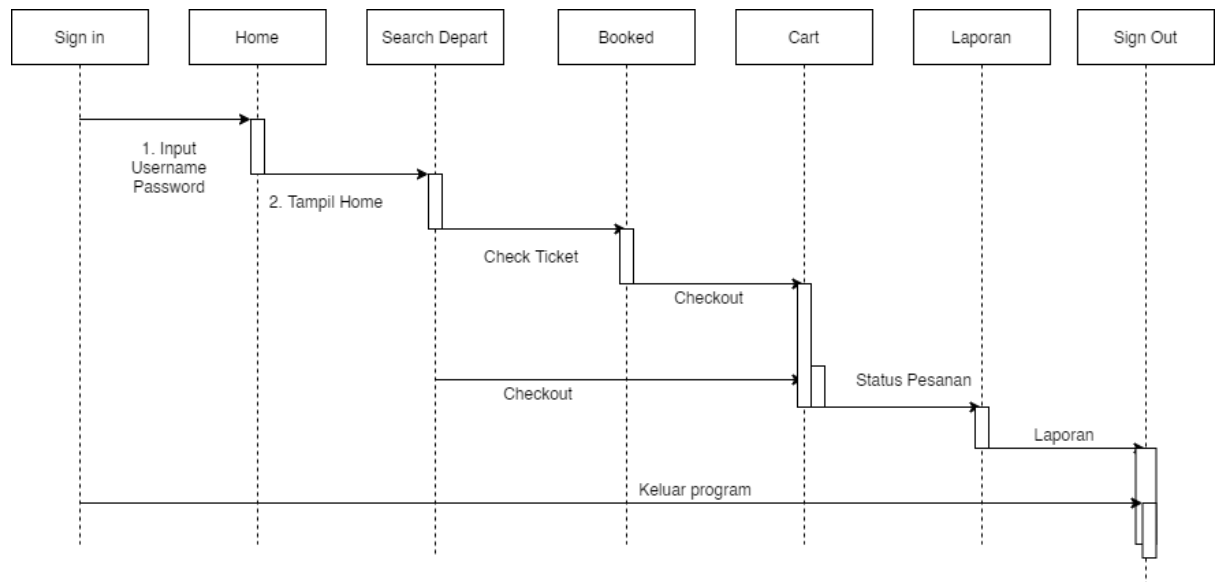 Sign in
Home
Search Depart
Booked
Cart
Laporan
Sign Out
1. Input
Username
Password
2. Tampil Home
Check Ticket
Checkout
Checkout
Status Pesanan
Laporan
Keluar program